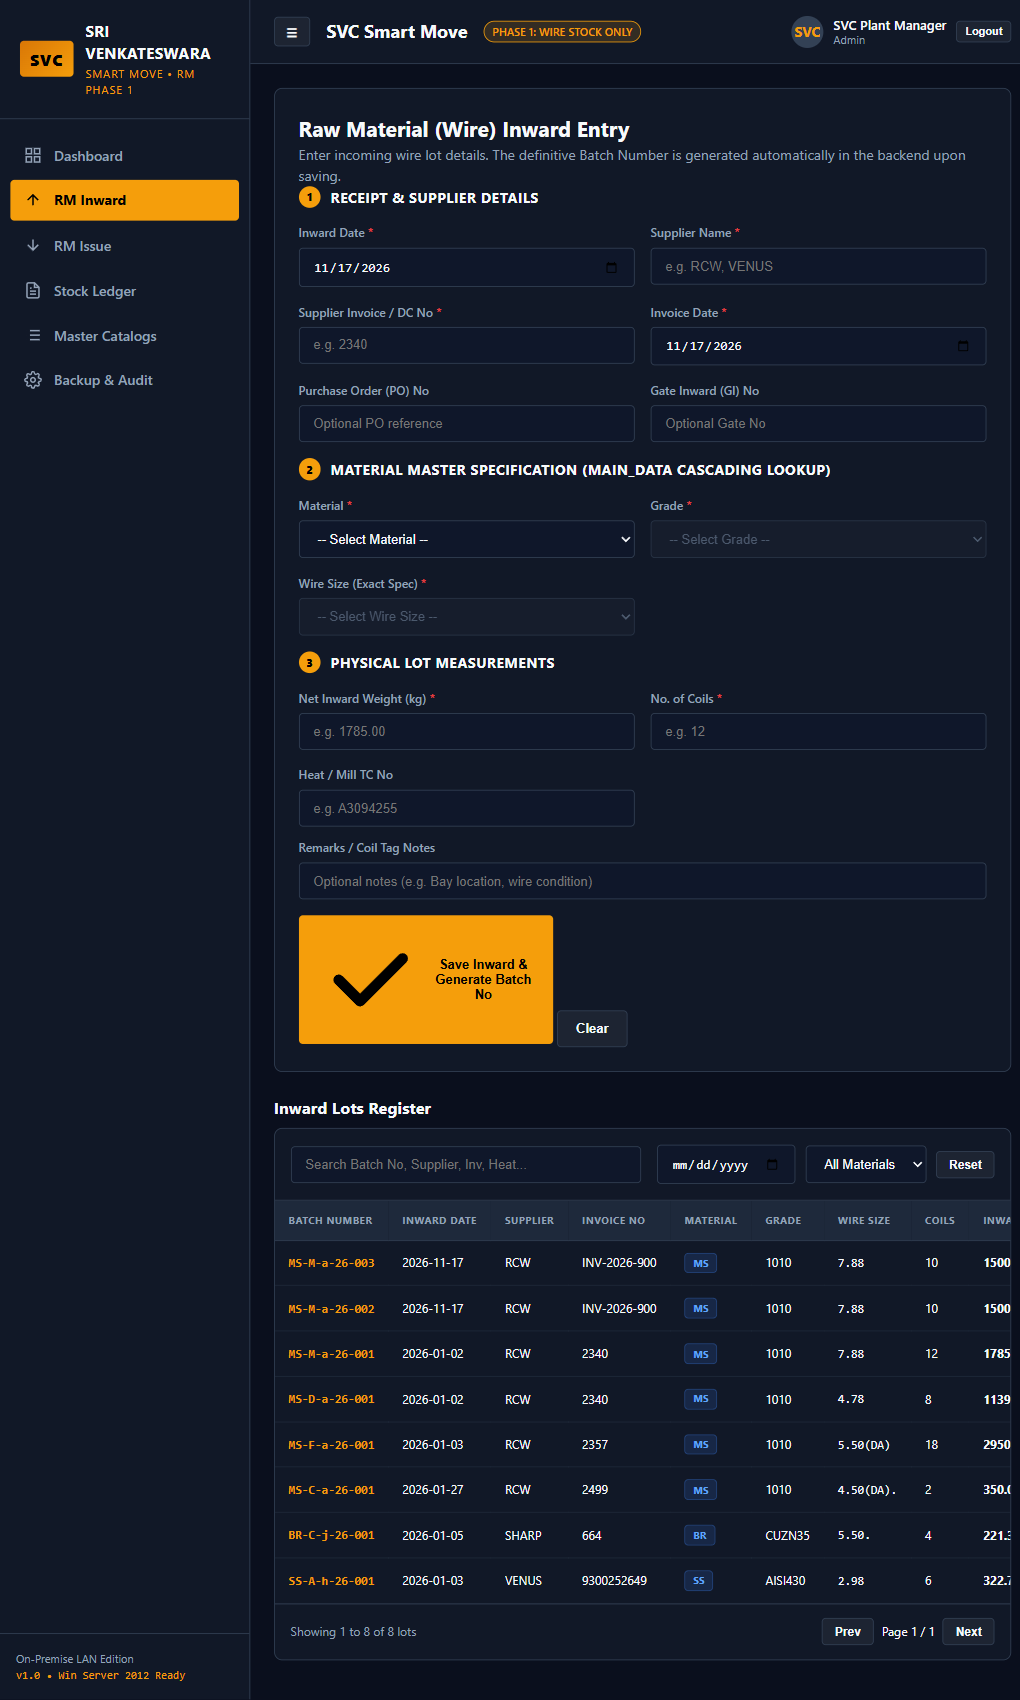 SVC
SRI
VENKATESWARA
SMART MOVE • RM
PHASE 1
Dashboard
RM Inward
RM Issue
Stock Ledger
Master Catalogs
Backup & Audit
On-Premise LAN Edition
v1.0 • Win Server 2012 Ready
SVC Smart Move
PHASE 1: WIRE STOCK ONLY
SVC
SVC Plant Manager
Admin
Logout
Raw Material (Wire) Inward Entry
Enter incoming wire lot details. The definitive Batch Number is generated automatically in the backend upon
saving.
1 RECEIPT & SUPPLIER DETAILS
Inward Date * Supplier Name *
11/17/2026 e.g. RCW, VENUS
Supplier Invoice / DC No * Invoice Date *
e.g. 2340 11/17/2026
Purchase Order (PO) No Gate Inward (GI) No
Optional PO reference Optional Gate No
2 MATERIAL MASTER SPECIFICATION (MAIN_DATA CASCADING LOOKUP)
Material * Grade *
-- Select Material -- -- Select Grade --
Wire Size (Exact Spec) *
-- Select Wire Size --
3 PHYSICAL LOT MEASUREMENTS
Net Inward Weight (kg) * No. of Coils *
e.g. 1785.00 e.g. 12
Heat / Mill TC No
e.g. A3094255
Remarks / Coil Tag Notes
Optional notes (e.g. Bay location, wire condition)
Save Inward &
Generate Batch
No
Clear
Inward Lots Register
Search Batch No, Supplier, Inv, Heat... mm/dd/yyyy All Materials Reset
BATCH NUMBER INWARD DATE SUPPLIER INVOICE NO MATERIAL GRADE WIRE SIZE COILS INWA
MS-M-a-26-003 2026-11-17 RCW INV-2026-900 MS 1010 7.88 10 1500
MS-M-a-26-002 2026-11-17 RCW INV-2026-900 MS 1010 7.88 10 1500
MS-M-a-26-001 2026-01-02 RCW 2340 MS 1010 7.88 12 1785
MS-D-a-26-001 2026-01-02 RCW 2340 MS 1010 4.78 8 1139
MS-F-a-26-001 2026-01-03 RCW 2357 MS 1010 5.50(DA) 18 2950
MS-C-a-26-001 2026-01-27 RCW 2499 MS 1010 4.50(DA). 2 350.0
BR-C-j-26-001 2026-01-05 SHARP 664 BR CUZN35 5.50. 4 221.3
SS-A-h-26-001 2026-01-03 VENUS 9300252649 SS AISI430 2.98 6 322.7
Showing 1 to 8 of 8 lots Prev Page 1 / 1 Next